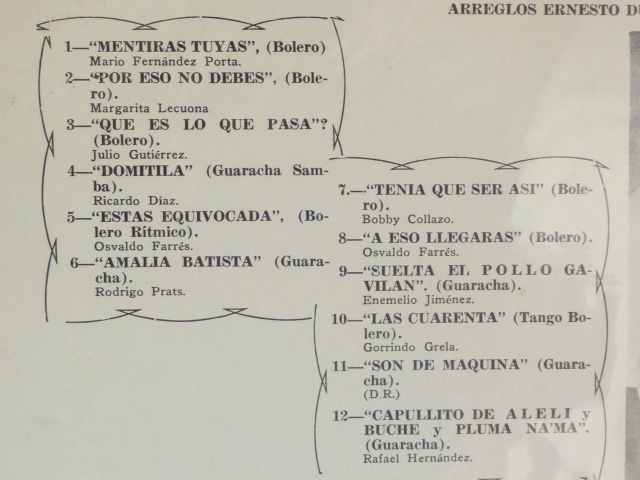 ARREGLOS ERNESTO
1—“MENTIRAS TUYAS”, (Bolero)
Mario Fernández Porta.
2—“POR ESO NO DEBES”, (Bole-
ro).
Margarita Lecuona
3—“QUE ES LO QUE PASA”?
(Bolero).
Julio Gutiérrez.
4—“DOMITILA” (Guaracha Sam-
ba).
Ricardo Díaz.
5—“ESTAS EQUIVOCADA”, (Bo-
lero Rítmico).
Osvaldo Farrés.
6—“AMALIA BATISTA” (Guara-
cha).
Rodrigo Prats.
7.—“TENIA QUE SER ASI” (Bole-
ro).
Bobby Collazo.
8—“A ESO LLEGARAS” (Bolero).
Osvaldo Farrés.
9—“SUELTA EL POLLO GA-
VILAN”. (Guaracha).
Enemelio Jiménez.
10—“LAS CUARENTA” (Tango Bo-
lero).
Gorrindo Grela.
11—“SON DE MAQUINA” (Guara-
cha).
(D.R.)
12—“CAPULLITO DE ALELI y
BUCHE y PLUMA NA’MA”.
(Guaracha).
Rafael Hernández.